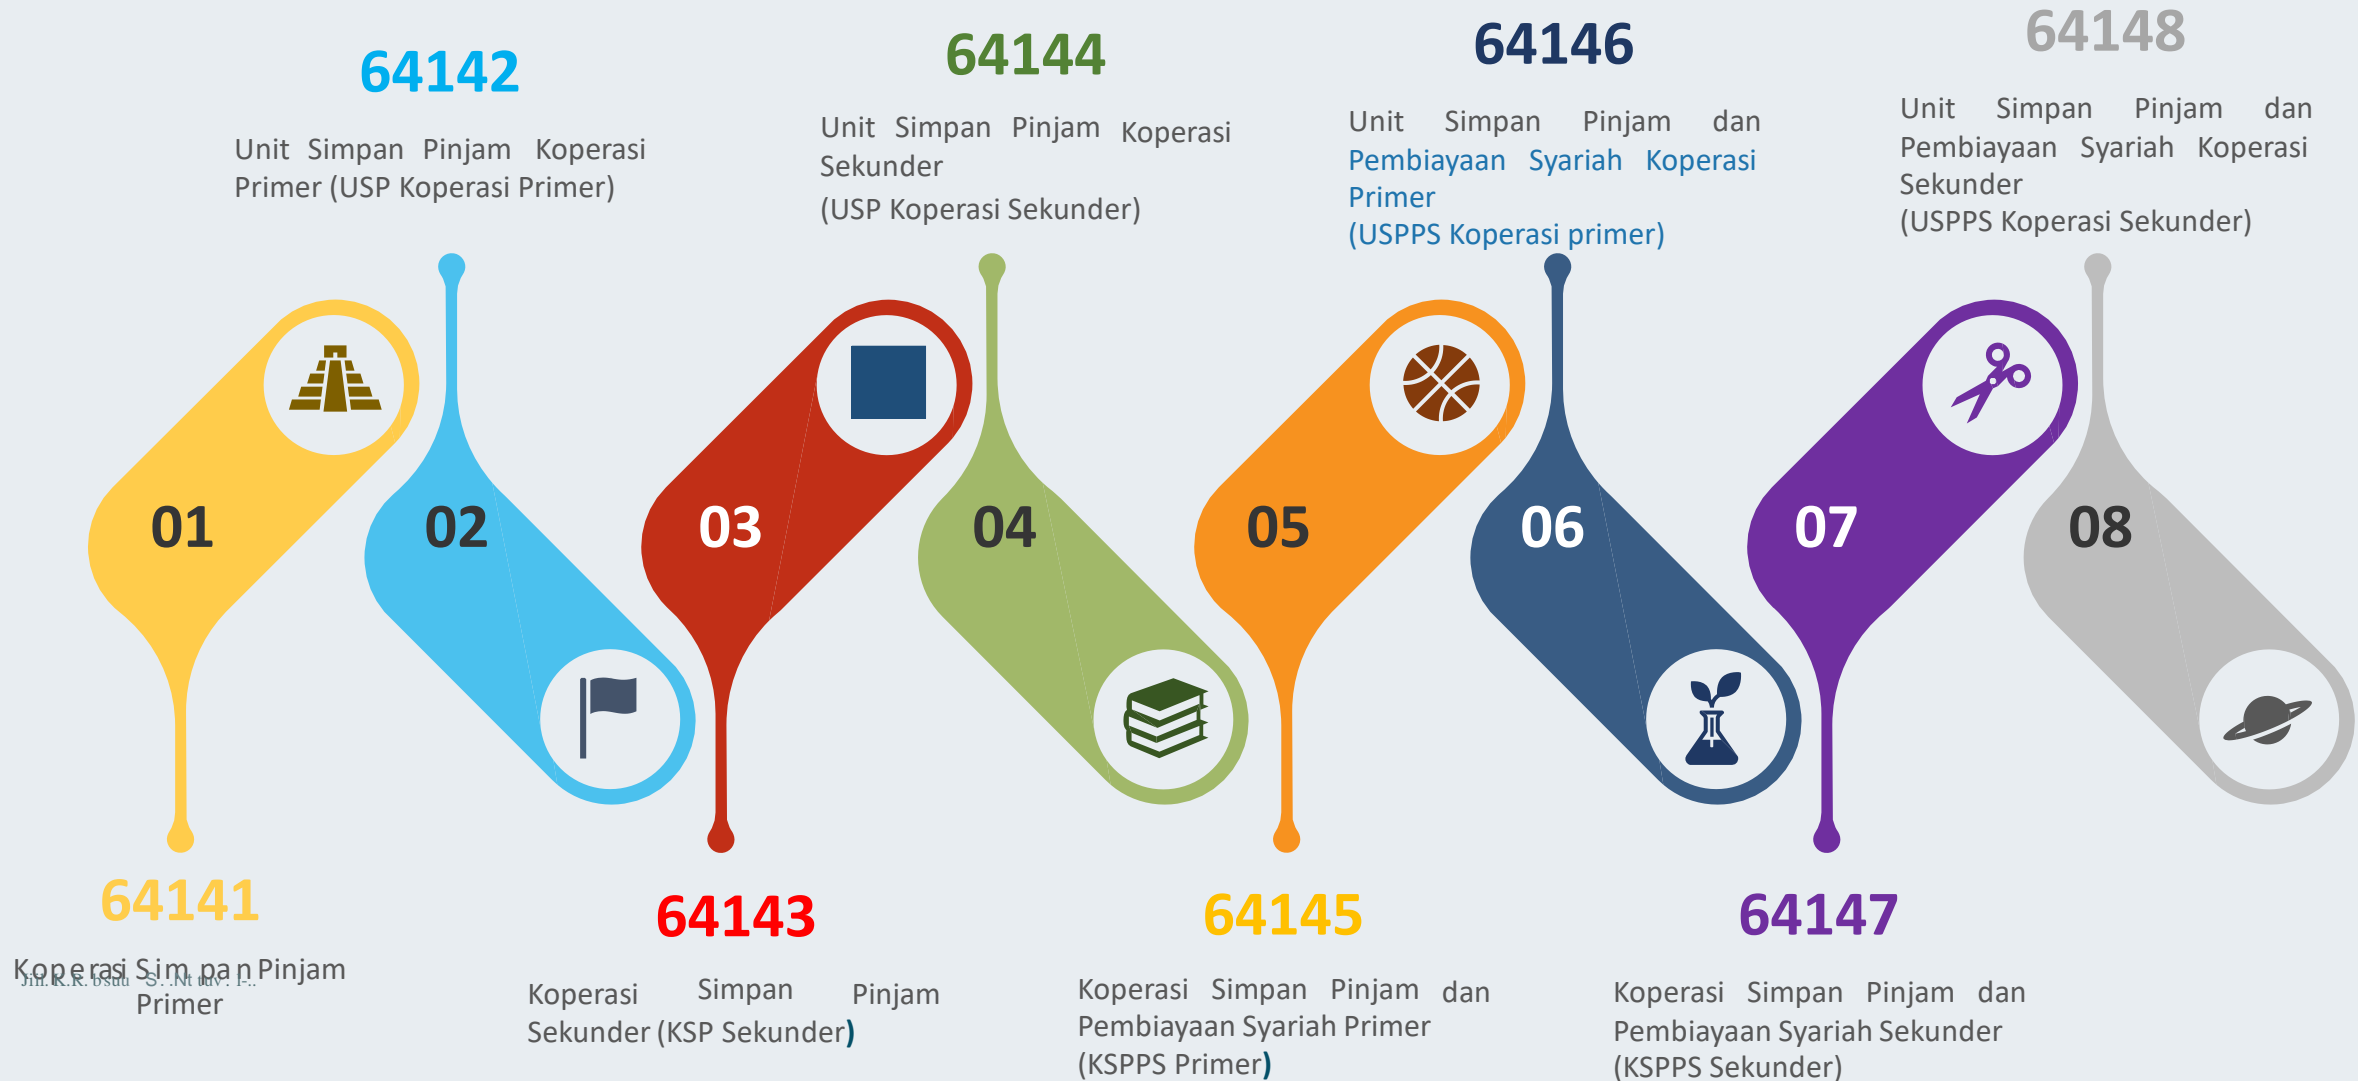 64142
Unit Simpan Pinjam Koperasi
Primer (USP Koperasi Primer)
64144
Unit Simpan Pinjam Koperasi
Sekunder
(USP Koperasi Sekunder)
64146
Unit Simpan Pinjam dan
Pembiayaan Syariah Koperasi
Primer
(USPPS Koperasi primer)
64148
Unit Simpan Pinjam dan
Pembiayaan Syariah Koperasi
Sekunder
(USPPS Koperasi Sekunder)
01
02
03
04
05
06
07
08
64141
Koperasi Simpan Pinjam
Primer
64143
Koperasi Simpan Pinjam
Sekunder (KSP Sekunder)
64145
Koperasi Simpan Pinjam dan
Pembiayaan Syariah Primer
(KSPPS Primer)
64147
Koperasi Simpan Pinjam dan
Pembiayaan Syariah Sekunder
(KSPPS Sekunder)